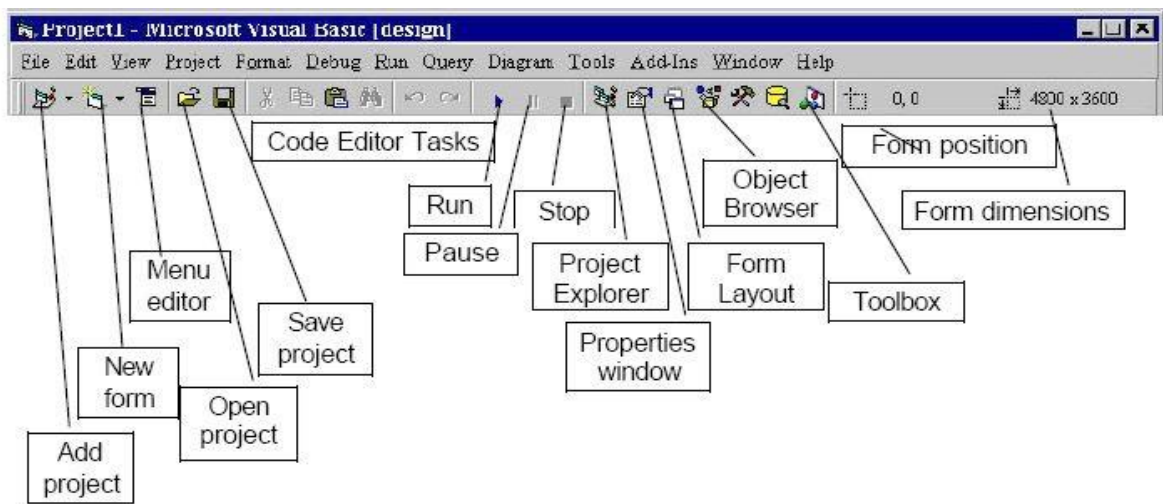 Project1 - Microsoft Visual Basic [design]
File Edit View Project Format Debug Run Query Diagram Tools Add-Ins Window Help
0, 0
4800 x 3600
Code Editor Tasks
Form position
Run
Stop
Object
Browser
Form dimensions
Pause
Menu
editor
Project
Explorer
Form
Layout
Toolbox
Save
project
Properties
window
New
form
Open
project
Add
project